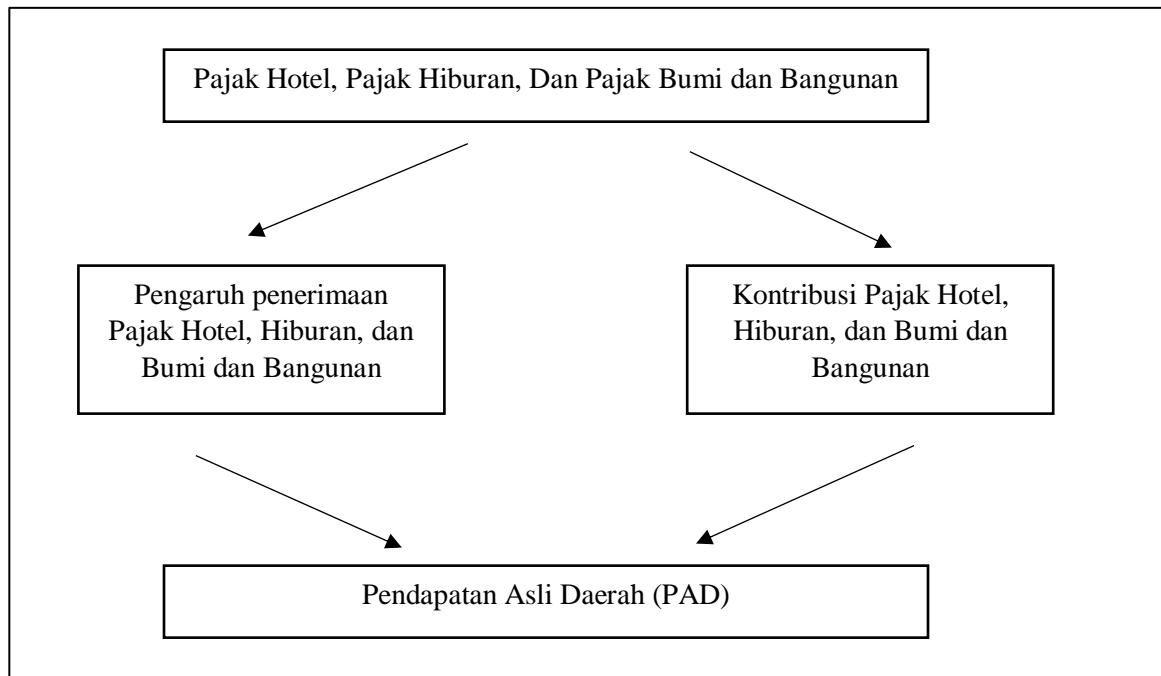 Pajak Hotel, Pajak Hiburan, Dan Pajak Bumi dan Bangunan
Pengaruh penerimaan
Pajak Hotel, Hiburan, dan
Bumi dan Bangunan
Kontribusi Pajak Hotel,
Hiburan, dan Bumi dan
Bangunan
Pendapatan Asli Daerah (PAD)